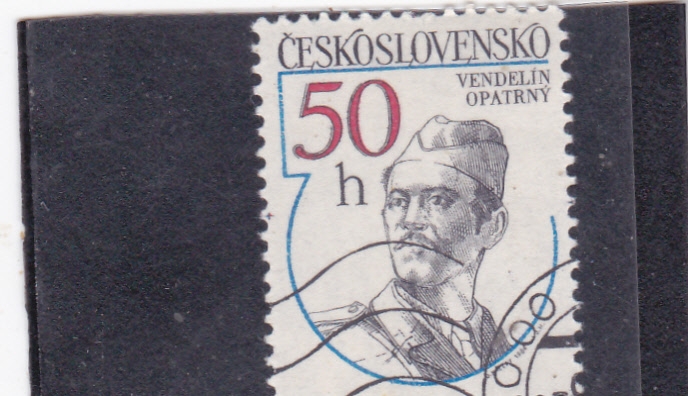 ČESKOSLOVENSKO
VENDELÍN
OPATRNÝ
50
h